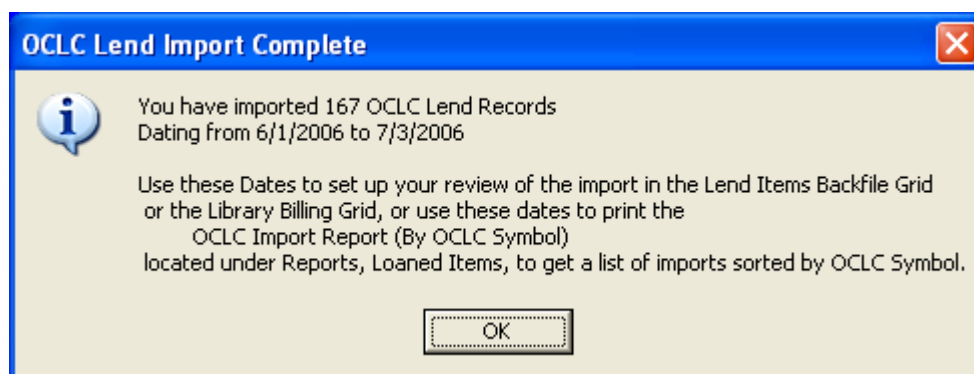 OCLC Lend Import Complete
You have imported 167 OCLC Lend Records
Dating from 6/1/2006 to 7/3/2006
Use these Dates to set up your review of the import in the Lend Items Backfile Grid
or the Library Billing Grid, or use these dates to print the
OCLC Import Report (By OCLC Symbol)
located under Reports, Loaned Items, to get a list of imports sorted by OCLC Symbol.
OK